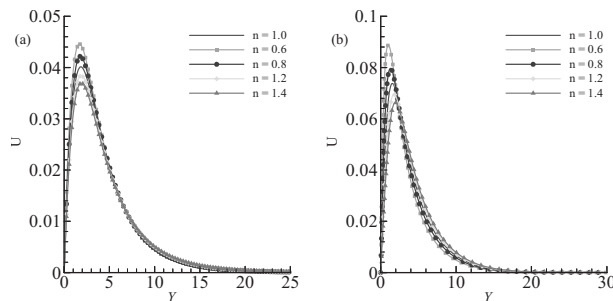 (a)
n = 1.0
n = 0.6
n = 0.8
n = 1.2
n = 1.4
0.05
0.04
0.03
0.02
0.01
0
U
0 5 10 15 20 25
Y
(b)
n = 1.0
n = 0.6
n = 0.8
n = 1.2
n = 1.4
0.1
0.08
0.06
0.04
0.02
0
U
0 10 20 30
Y